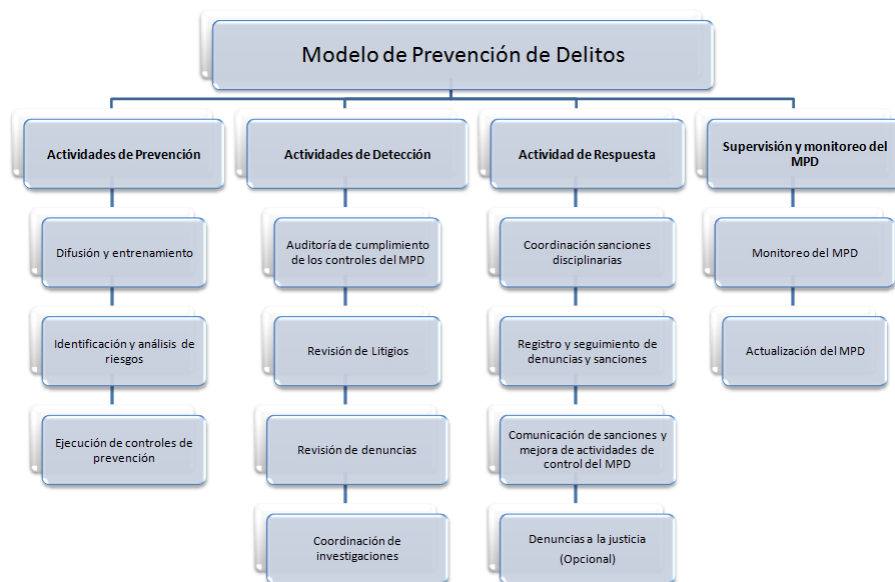 Modelo de Prevención de Delitos
Actividades de Prevención
Difusión y entrenamiento
Identificación y análisis de
riesgos
Ejecución de controles de
prevención
Actividades de Detección
Auditoría de cumplimiento
de los controles del MPD
Revisión de Litigios
Revisión de denuncias
Coordinación de
investigaciones
Actividad de Respuesta
Coordinación sanciones
disciplinarias
Registro y seguimiento de
denuncias y sanciones
Comunicación de sanciones y
mejora de actividades de
control del MPD
Denuncias a la justicia
(Opcional)
Supervisión y monitoreo del
MPD
Monitoreo del MPD
Actualización del MPD